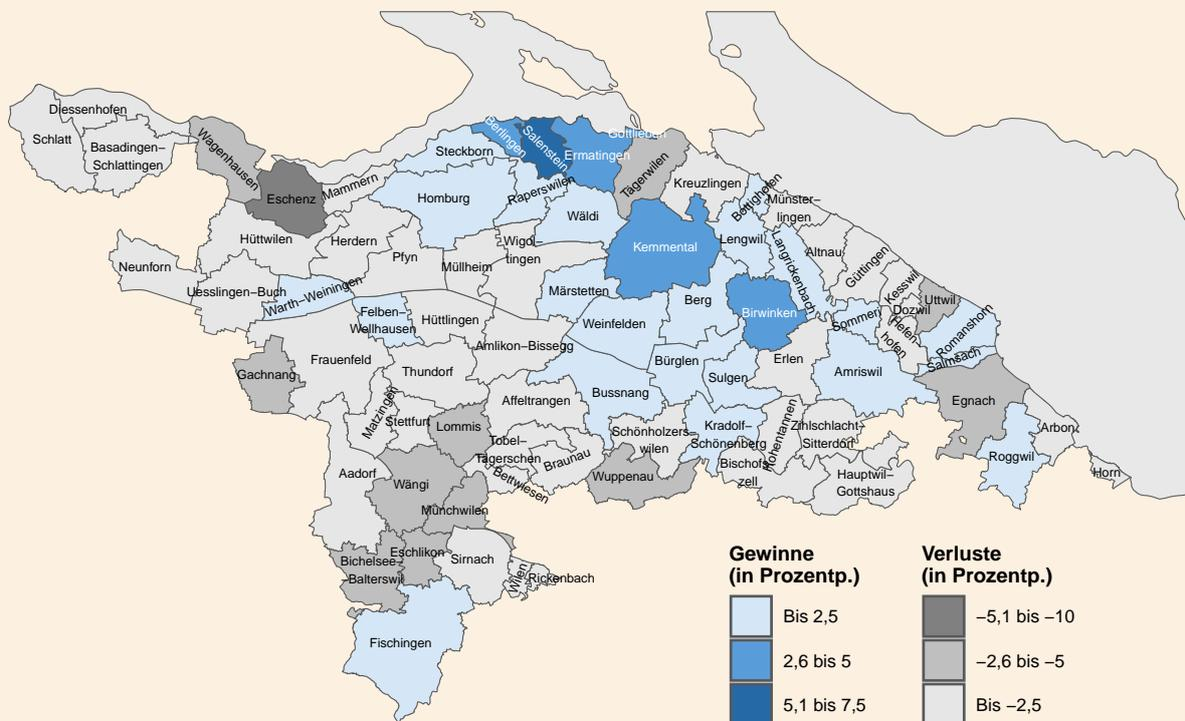 Diessenhofen
Schlatt
Basadingen–
Schlattingen
Wagenhausen
Eschenz
Mammern
Steckborn
Berlingen
Salenstein
Ermatingen
Gottlieben
Tägerwilen
Kreuzlingen
Homburg
Raperswilen
Wäldi
Kemmental
Lengwil
Bottighofen
Münster–
lingen
Langrickenbach
Altnau
Güttingen
Kesswil
Uttwil
Dozwil
Hefen–
hofen
Sommeri
Romanshorn
Salmsach
Neunforn
Hüttwilen
Herdern
Pfyn
Müllheim
Wigol–
tingen
Uesslingen–Buch
Warth–Weiningen
Felben–
Wellhausen
Hüttlingen
Märstetten
Berg
Birwinken
Weinfelden
Amlikon–Bissegg
Frauenfeld
Thundorf
Gachnang
Matzingen
Stettfurt
Lommis
Affeltrangen
Bussnang
Bürglen
Sulgen
Erlen
Amriswil
Egnach
Arbon
Roggwil
Horn
Tobel–
Tägerschen
Braunau
Bettwiesen
Schönholzers–
wilen
Wuppenau
Kradolf–
Schönenberg
Bischof–
zell
Hohentannen
Zihlschlacht–
Sitterdorf
Hauptwil–
Gottshaus
Aadorf
Wängi
Münchwilen
Eschlikon
Bichelsee–
–Balterswil
Sirnach
Wilen
Rickenbach
Fischingen
Gewinne
(in Prozentp.)
Bis 2,5
2,6 bis 5
5,1 bis 7,5
Verluste
(in Prozentp.)
–5,1 bis –10
–2,6 bis –5
Bis –2,5